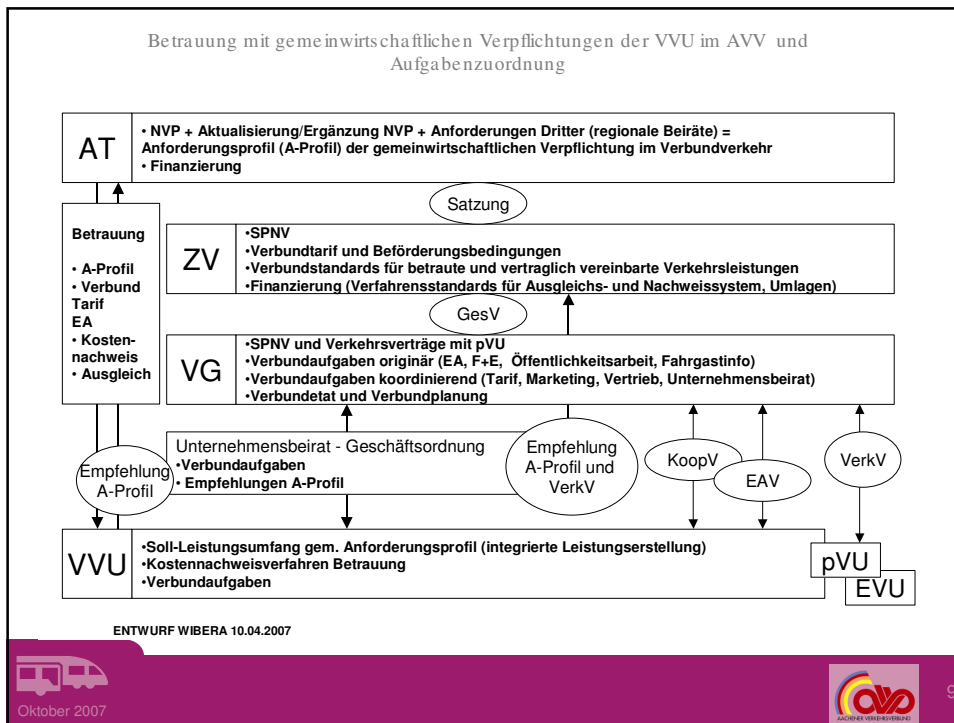 Betrauung mit gemeinwirtschaftlichen Verpflichtungen der VVU im AVV und
Aufgabenzuordnung
AT
• NVP + Aktualisierung/Ergänzung NVP + Anforderungen Dritter (regionale Beiräte) =
Anforderungsprofil (A-Profil) der gemeinwirtschaftlichen Verpflichtung im Verbundverkehr
• Finanzierung
Satzung
Betrauung
• A-Profil
• Verbund
Tarif
EA
• Kosten-
nachweis
• Ausgleich
ZV
•SPNV
•Verbundtarif und Beförderungsbedingungen
•Verbundstandards für betraute und vertraglich vereinbarte Verkehrsleistungen
•Finanzierung (Verfahrensstandards für Ausgleichs- und Nachweissystem, Umlagen)
GesV
VG
•SPNV und Verkehrsverträge mit pVU
•Verbundaufgaben originär (EA, F+E, Öffentlichkeitsarbeit, Fahrgastinfo)
•Verbundaufgaben koordinierend (Tarif, Marketing, Vertrieb, Unternehmensbeirat)
•Verbundetat und Verbundplanung
Unternehmensbeirat - Geschäftsordnung
•Verbundaufgaben
• Empfehlungen A-Profil
Empfehlung
A-Profil
Empfehlung
A-Profil und
VerkV
KoopV
EAV
VerkV
VVU
•Soll-Leistungsumfang gem. Anforderungsprofil (integrierte Leistungserstellung)
•Kostennachweisverfahren Betrauung
•Verbundaufgaben
pVU
EVU
ENTWURF WIBERA 10.04.2007
Oktober 2007
AVV
AACHENER VERKEHRSVERBUND
9